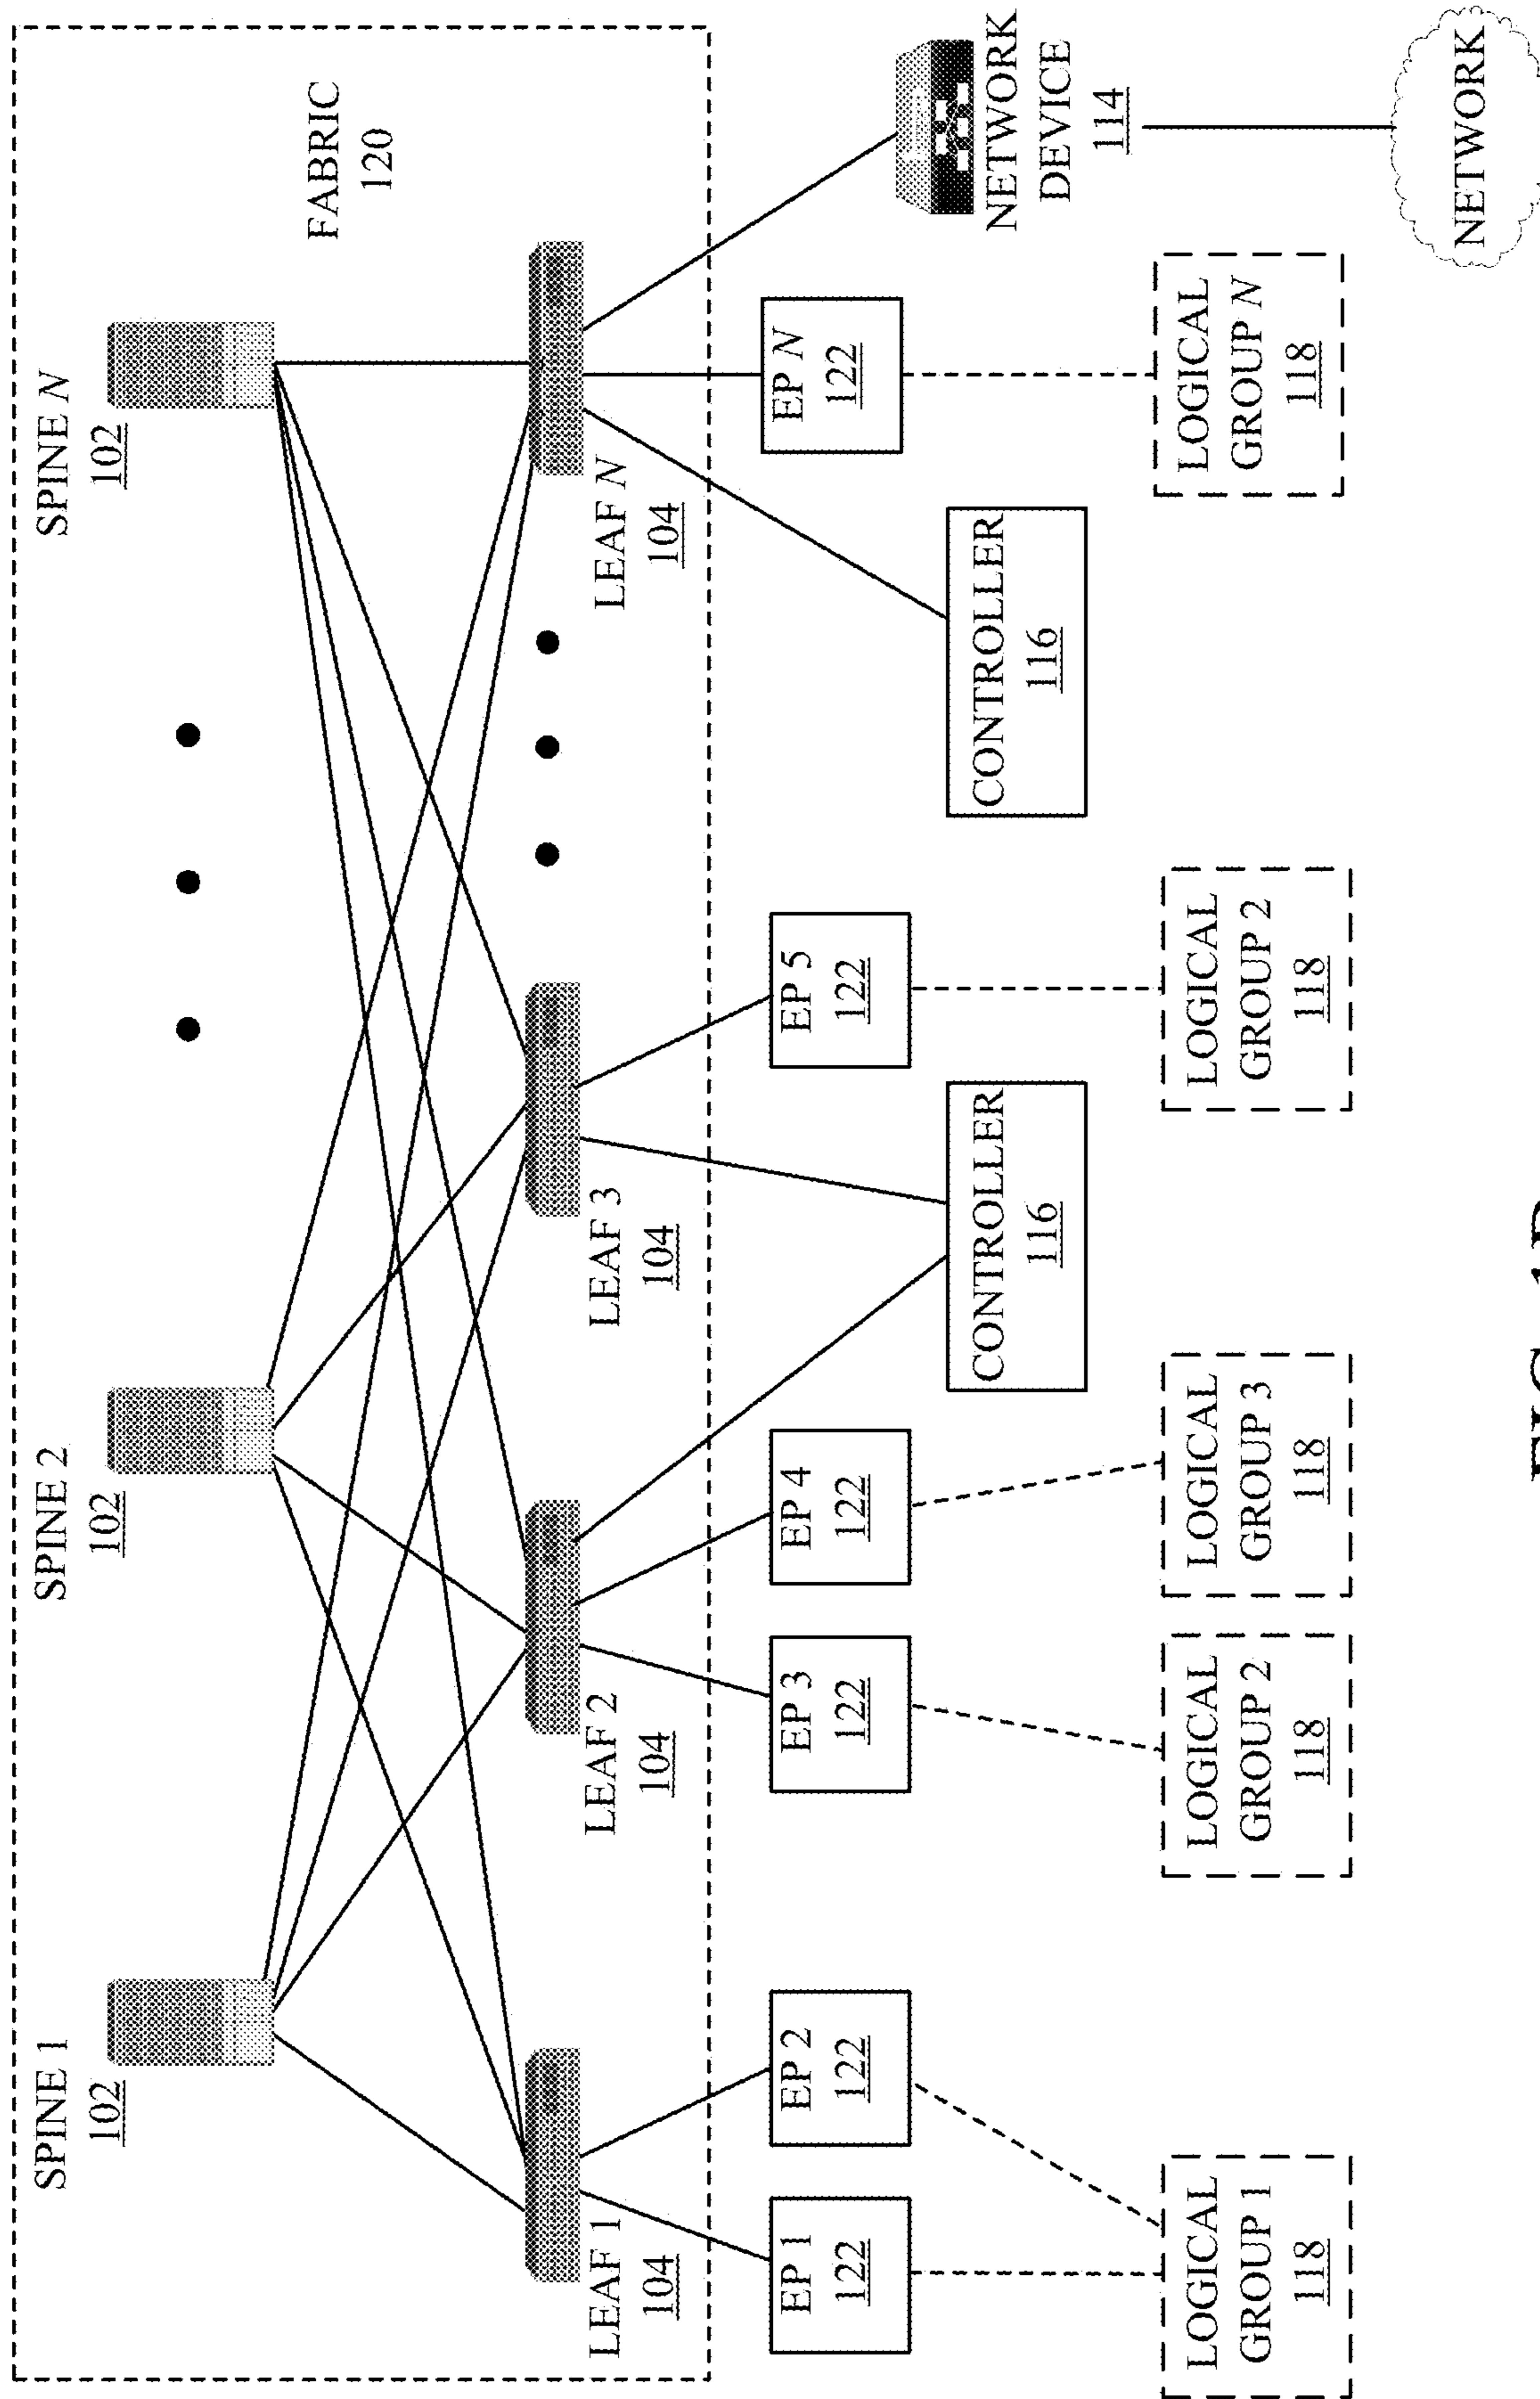 SPINE 1
102
SPINE 2
102
SPINE N
102
FABRIC
120
LEAF 1
104
LEAF 2
104
LEAF 3
104
LEAF N
104
EP 1
122
EP 2
122
EP 3
122
EP 4
122
EP 5
122
EP N
122
CONTROLLER
116
CONTROLLER
116
NETWORK
DEVICE
114
LOGICAL
GROUP 1
118
LOGICAL
GROUP 2
118
LOGICAL
GROUP 3
118
LOGICAL
GROUP 2
118
LOGICAL
GROUP N
118
NETWORK